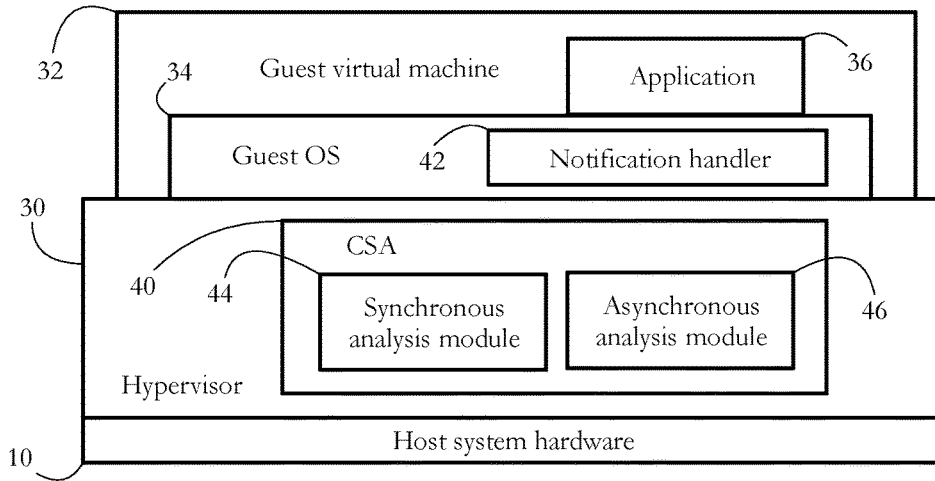 32
36
Guest virtual machine
Application
34
Guest OS
42
Notification handler
30
40
CSA
44
46
Synchronous
analysis module
Asynchronous
analysis module
Hypervisor
Host system hardware
10